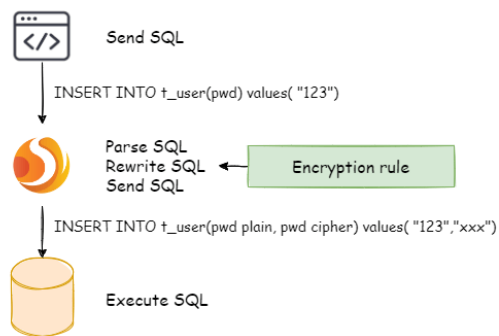 Send SQL
INSERT INTO t_user(pwd) values( "123")
Parse SQL
Rewrite SQL
Send SQL
Encryption rule
INSERT INTO t_user(pwd plain, pwd cipher) values( "123","xxx")
Execute SQL